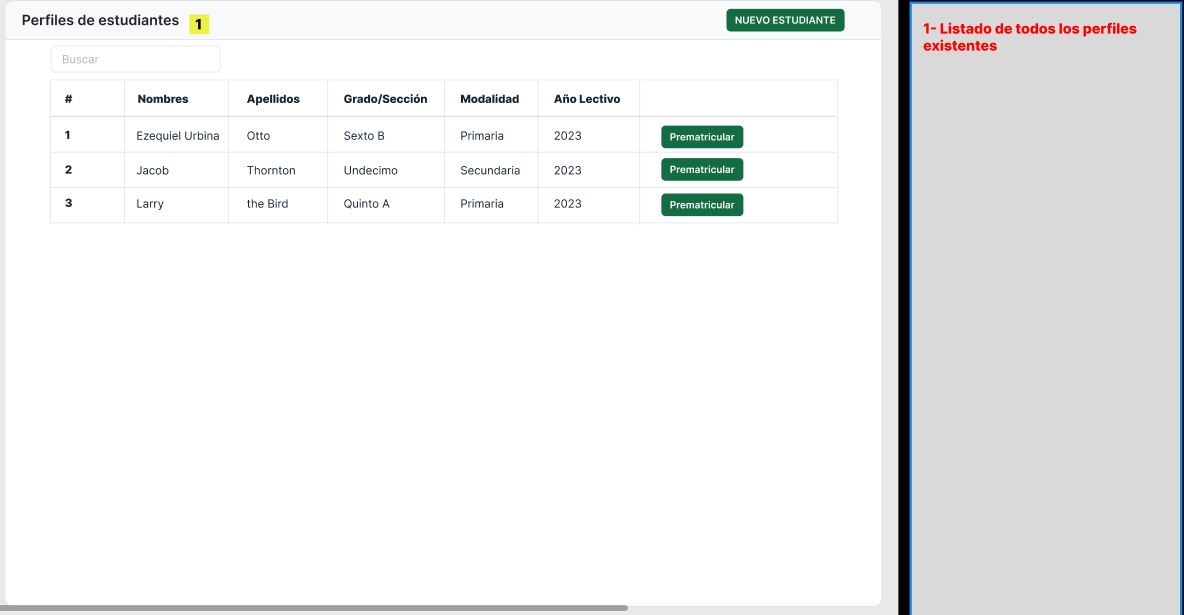 Perfiles de estudiantes 1 NUEVO ESTUDIANTE
Buscar
# Nombres Apellidos Grado/Sección Modalidad Año Lectivo
1 Ezequiel Urbina Otto Sexto B Primaria 2023 Prematricular
2 Jacob Thornton Undecimo Secundaria 2023 Prematricular
3 Larry the Bird Quinto A Primaria 2023 Prematricular
1- Listado de todos los perfiles
existentes